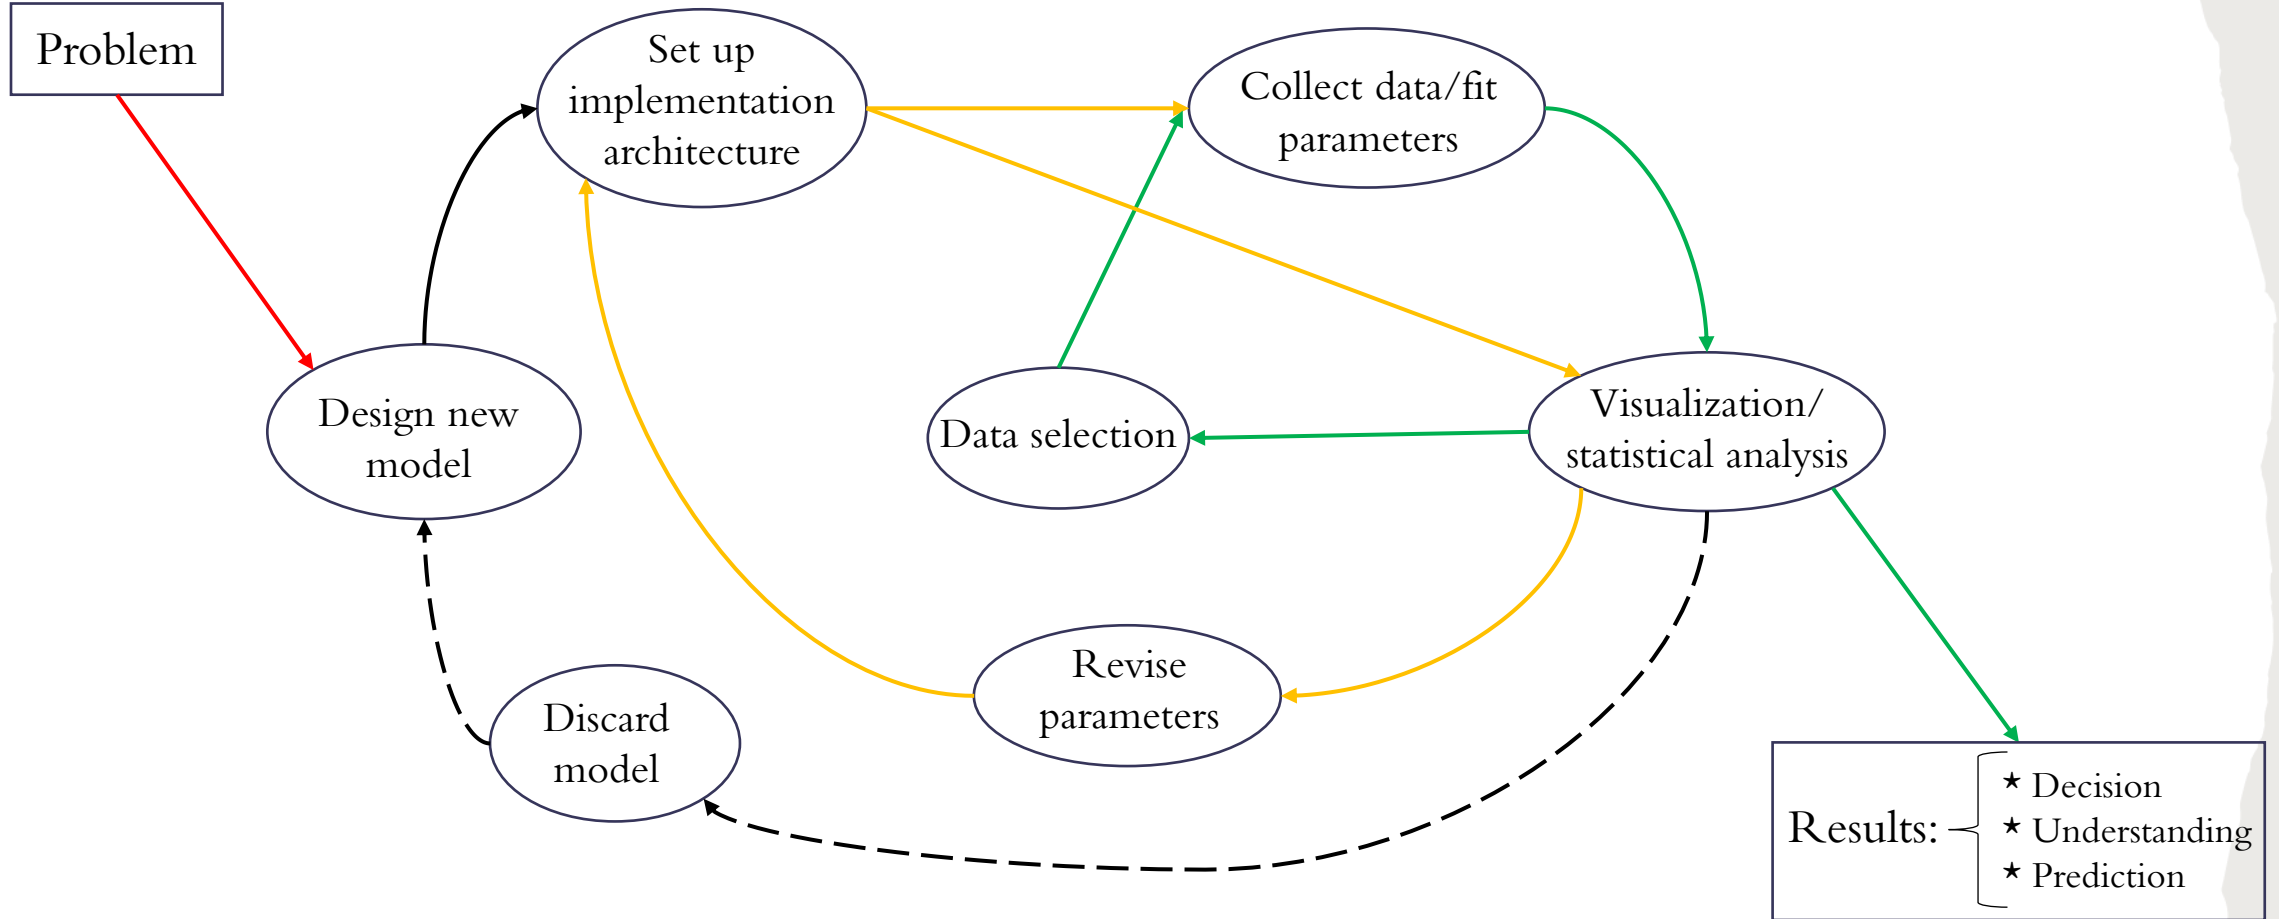 Problem
Set up
implementation
architecture
Collect data/fit
parameters
Design new
model
Data selection
Visualization/
statistical analysis
Revise
parameters
Discard
model
Results:
★ Decision
★ Understanding
★ Prediction